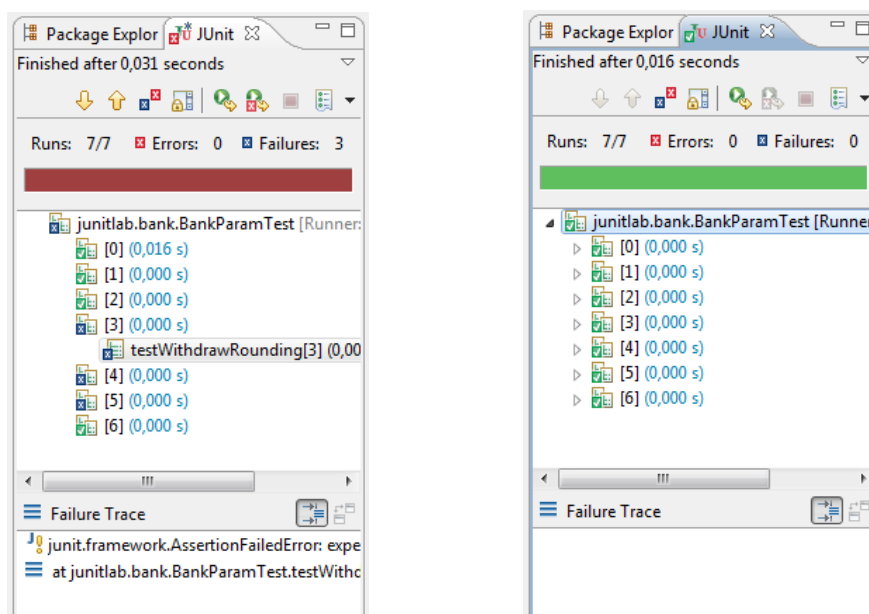 Package Explor JUnit
Finished after 0,031 seconds
Runs: 7/7 Errors: 0 Failures: 3
junitlab.bank.BankParamTest [Runner:
[0] (0,016 s)
[1] (0,000 s)
[2] (0,000 s)
[3] (0,000 s)
testWithdrawRounding[3] (0,00
[4] (0,000 s)
[5] (0,000 s)
[6] (0,000 s)
Failure Trace
junit.framework.AssertionFailedError: expe
at junitlab.bank.BankParamTest.testWithd
Package Explor JUnit
Finished after 0,016 seconds
Runs: 7/7 Errors: 0 Failures: 0
junitlab.bank.BankParamTest [Runner
[0] (0,000 s)
[1] (0,000 s)
[2] (0,000 s)
[3] (0,000 s)
[4] (0,000 s)
[5] (0,000 s)
[6] (0,000 s)
Failure Trace